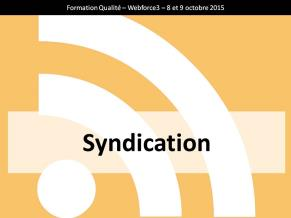 Formation Qualité – Webforce3 – 8 et 9 octobre 2015
Syndication